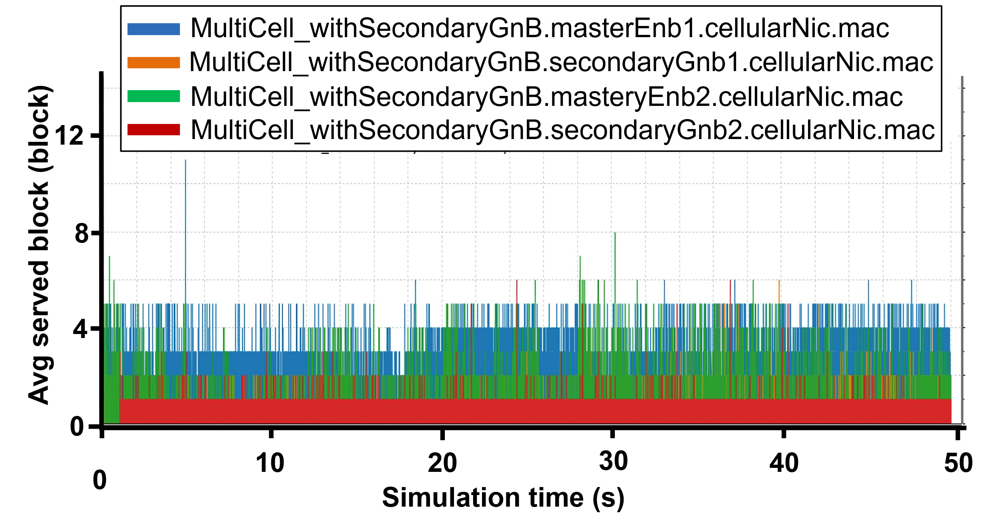 MultiCell_withSecondaryGnB.masterEnb1.cellularNic.mac
MultiCell_withSecondaryGnB.secondaryGnb1.cellularNic.mac
MultiCell_withSecondaryGnB.masteryEnb2.cellularNic.mac
MultiCell_withSecondaryGnB.secondaryGnb2.cellularNic.mac
Avg served block (block)
12
8
4
0
0
10
20
30
40
50
Simulation time (s)